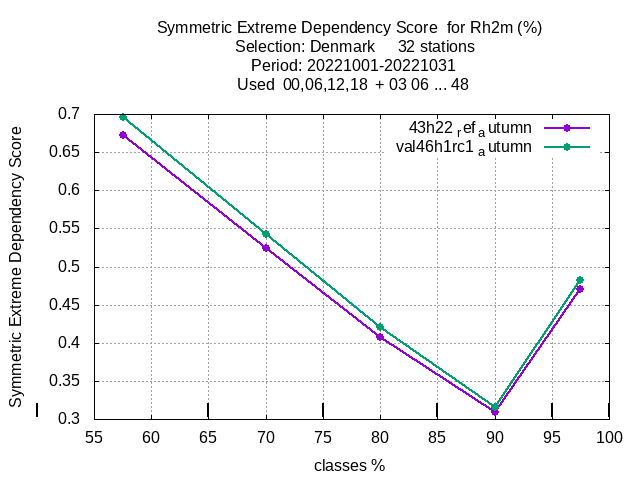 Symmetric Extreme Dependency Score  for Rh2m (%)
Selection: Denmark     32 stations
Period: 20221001-20221031
Used  00,06,12,18  + 03 06 ... 48
43h22 ref autumn
val46h1rc1 autumn
Symmetric Extreme Dependency Score
0.7
0.65
0.6
0.55
0.5
0.45
0.4
0.35
0.3
55 60 65 70 75 80 85 90 95 100
classes %